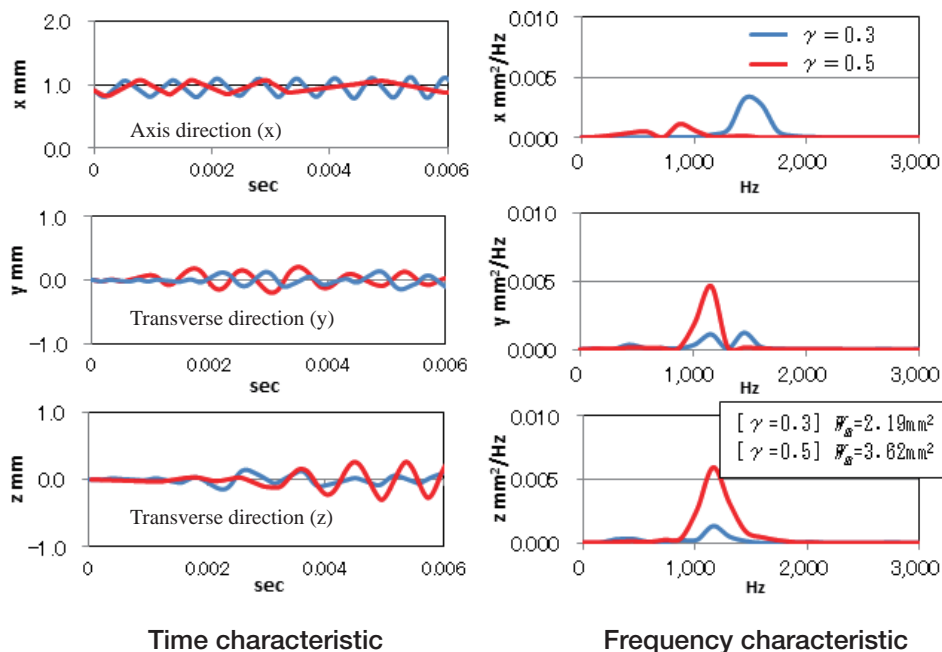 2.0
1.0
0.0
x mm
Axis direction (x)
0 0.002 0.004 0.006
sec
0.010
0.005
0.000
x mm²/Hz
γ = 0.3
γ = 0.5
0 1,000 2,000 3,000
Hz
1.0
0.0
−1.0
y mm
Transverse direction (y)
0 0.002 0.004 0.006
sec
0.010
0.005
0.000
y mm²/Hz
0 1,000 2,000 3,000
Hz
1.0
0.0
−1.0
z mm
Transverse direction (z)
0 0.002 0.004 0.006
sec
0.010
0.005
0.000
z mm²/Hz
[ γ =0.3] =2.19mm²
[ γ =0.5] =3.62mm²
0 1,000 2,000 3,000
Hz
Time characteristic
Frequency characteristic